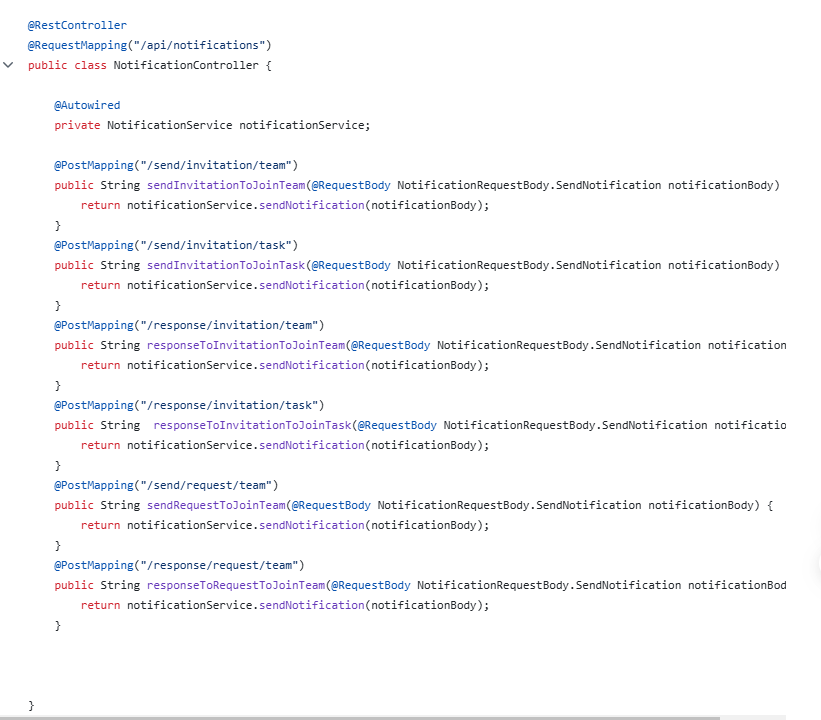 @RestController
@RequestMapping("/api/notifications")
public class NotificationController {
@Autowired
private NotificationService notificationService;
@PostMapping("/send/invitation/team")
public String sendInvitationToJoinTeam(@RequestBody NotificationRequestBody.SendNotification notificationBody)
return notificationService.sendNotification(notificationBody);
}
@PostMapping("/send/invitation/task")
public String sendInvitationToJoinTask(@RequestBody NotificationRequestBody.SendNotification notificationBody)
return notificationService.sendNotification(notificationBody);
}
@PostMapping("/response/invitation/team")
public String responseToInvitationToJoinTeam(@RequestBody NotificationRequestBody.SendNotification notification
return notificationService.sendNotification(notificationBody);
}
@PostMapping("/response/invitation/task")
public String  responseToInvitationToJoinTask(@RequestBody NotificationRequestBody.SendNotification notificatio
return notificationService.sendNotification(notificationBody);
}
@PostMapping("/send/request/team")
public String sendRequestToJoinTeam(@RequestBody NotificationRequestBody.SendNotification notificationBody) {
return notificationService.sendNotification(notificationBody);
}
@PostMapping("/response/request/team")
public String responseToRequestToJoinTeam(@RequestBody NotificationRequestBody.SendNotification notificationBod
return notificationService.sendNotification(notificationBody);
}
}